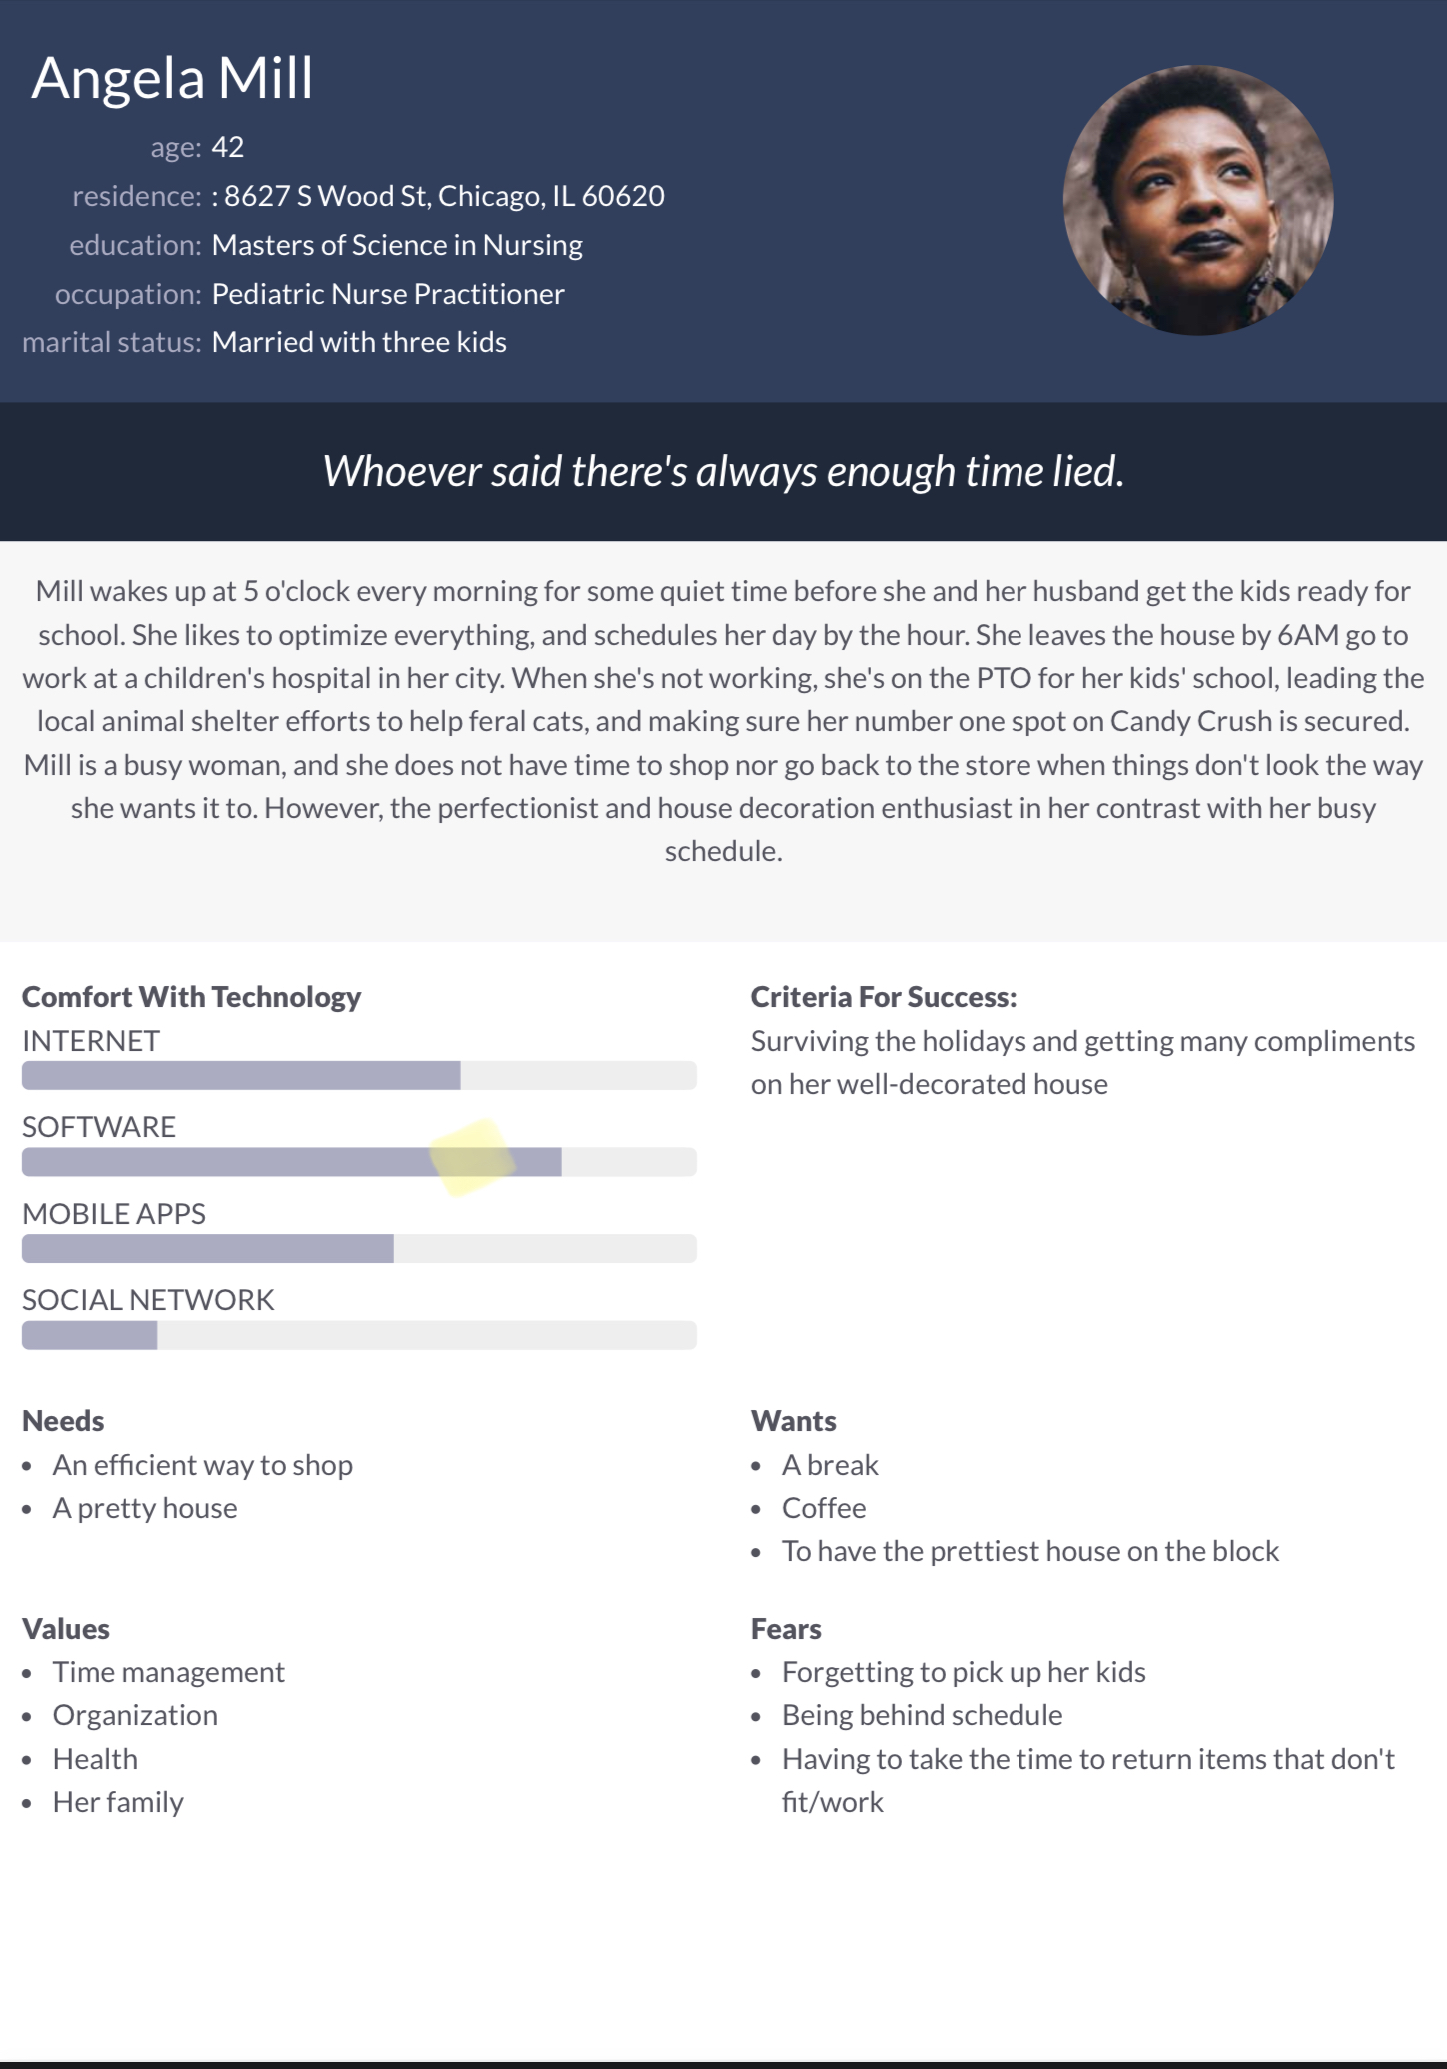 Angela Mill
age: 42
residence: : 8627 S Wood St, Chicago, IL 60620
education: Masters of Science in Nursing
occupation: Pediatric Nurse Practitioner
marital status: Married with three kids
Whoever said there's always enough time lied.
Mill wakes up at 5 o'clock every morning for some quiet time before she and her husband get the kids ready for
school. She likes to optimize everything, and schedules her day by the hour. She leaves the house by 6AM go to
work at a children's hospital in her city. When she's not working, she's on the PTO for her kids' school, leading the
local animal shelter efforts to help feral cats, and making sure her number one spot on Candy Crush is secured.
Mill is a busy woman, and she does not have time to shop nor go back to the store when things don't look the way
she wants it to. However, the perfectionist and house decoration enthusiast in her contrast with her busy
schedule.
Comfort With Technology
INTERNET
SOFTWARE
MOBILE APPS
SOCIAL NETWORK
Criteria For Success:
Surviving the holidays and getting many compliments
on her well-decorated house
Needs
• An efficient way to shop
• A pretty house
Wants
• A break
• Coffee
• To have the prettiest house on the block
Values
• Time management
• Organization
• Health
• Her family
Fears
• Forgetting to pick up her kids
• Being behind schedule
• Having to take the time to return items that don't
fit/work